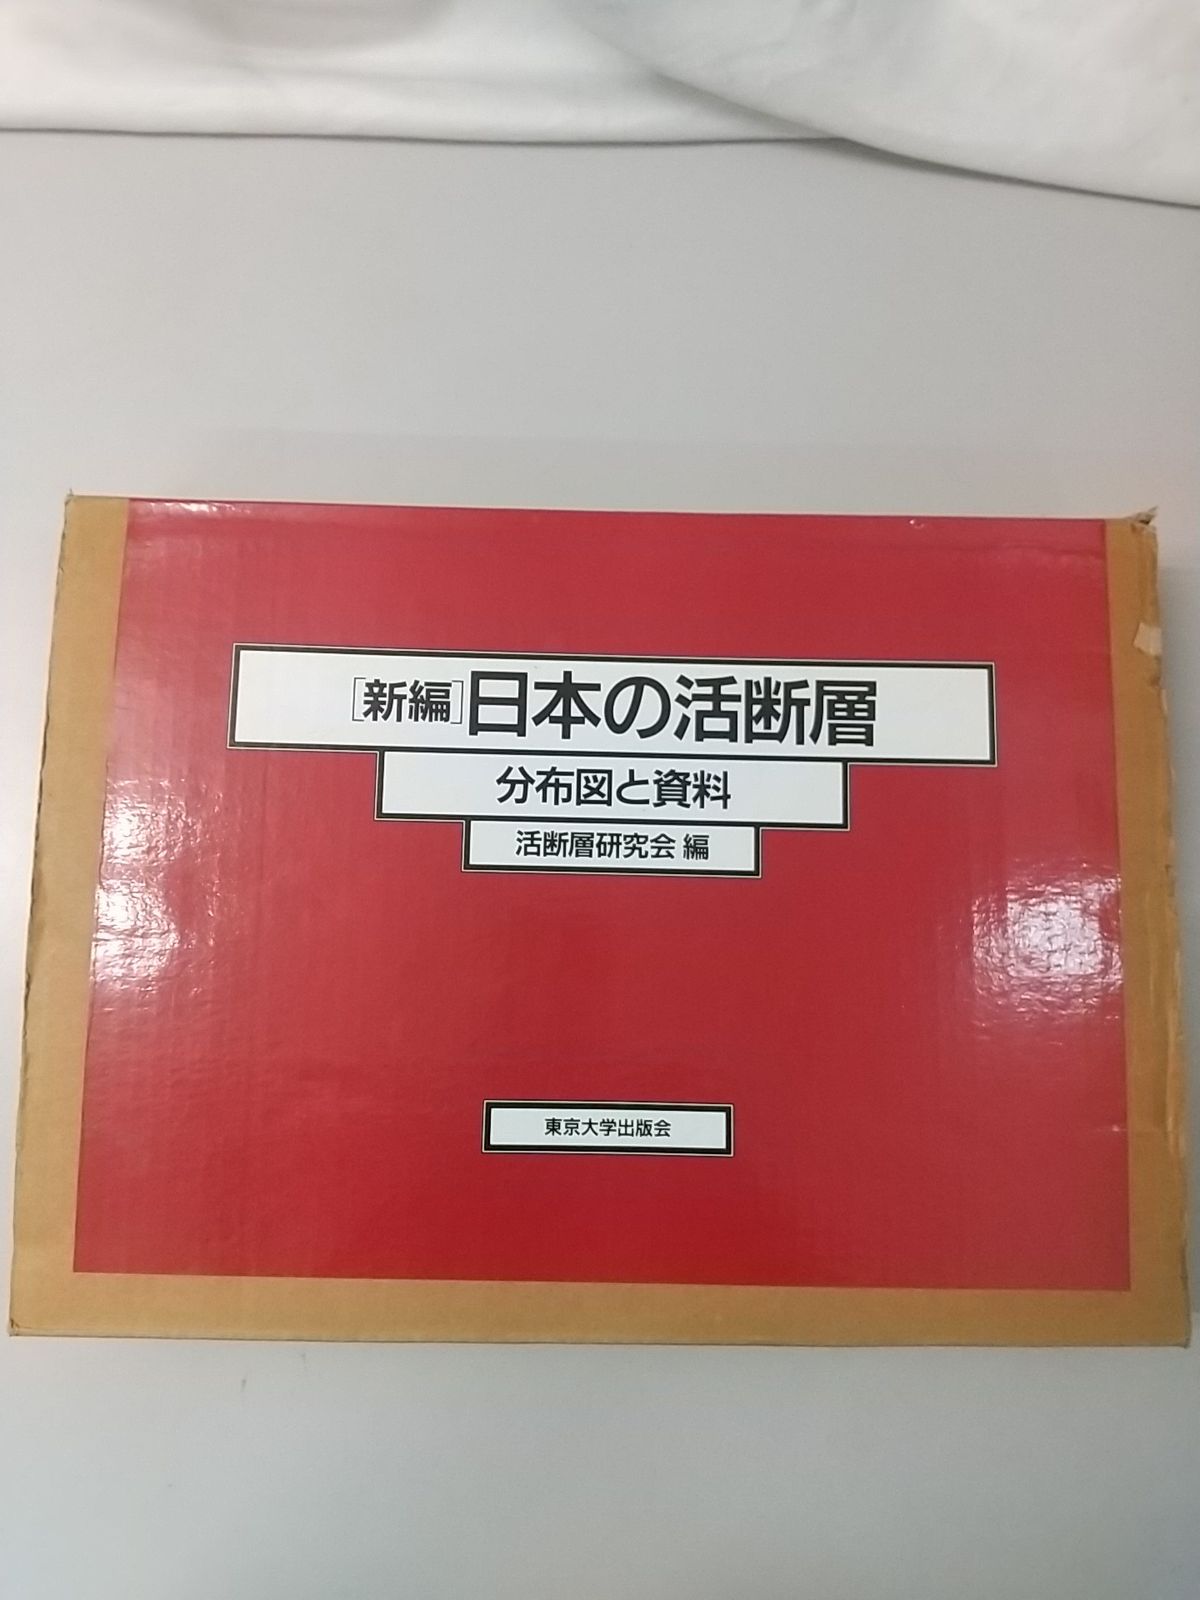 [新編]日本の活断層
分布図と資料
活断層研究会 編
東京大学出版会